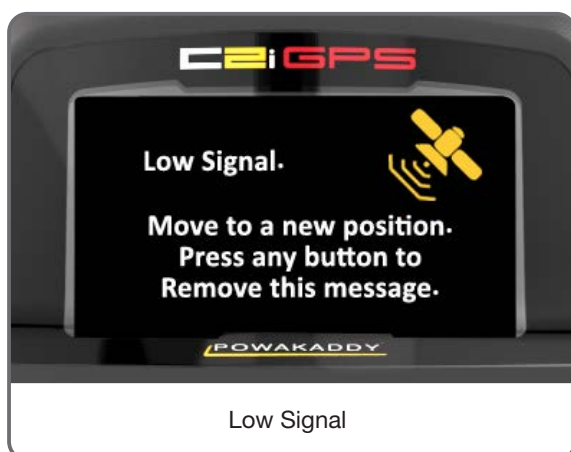 C2i GPS
Low Signal.
Move to a new position.
Press any button to
Remove this message.
POWAKADDY
Low Signal